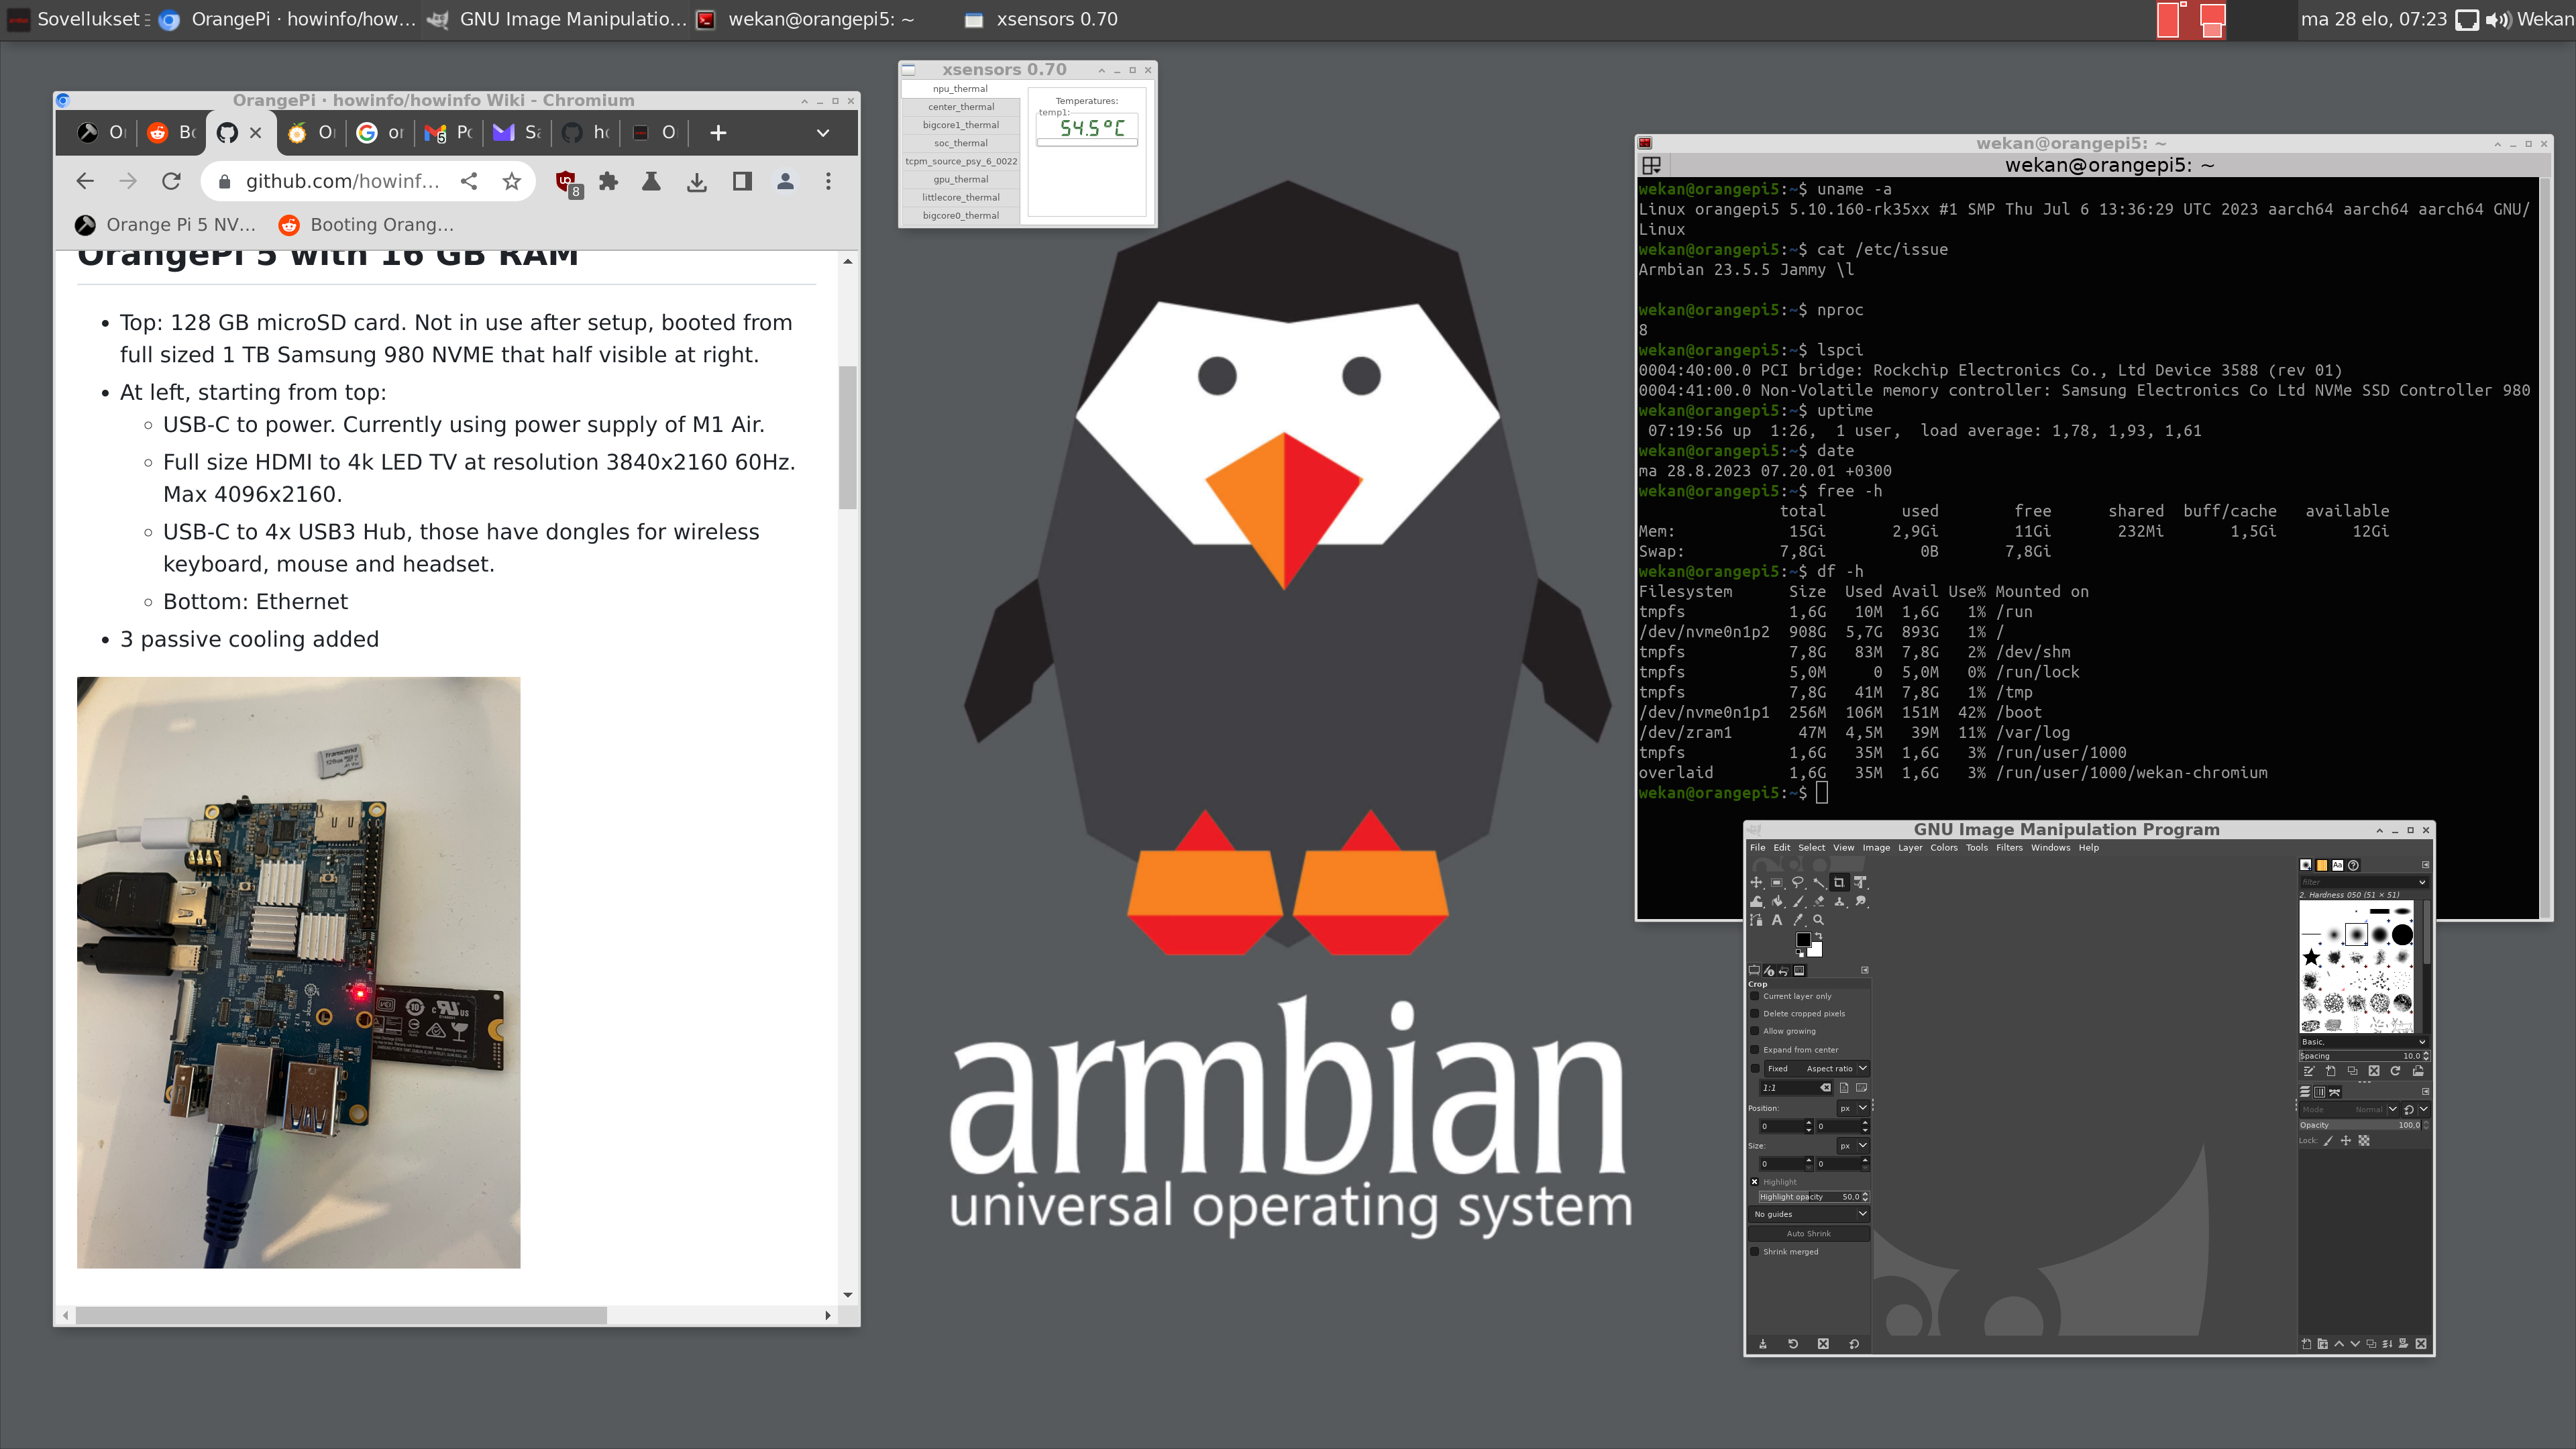 Sovellukset
OrangePi · howinfo/how...
GNU Image Manipulatio...
wekan@orangepi5: ~
xsensors 0.70
ma 28 elo, 07:23
Wekan
OrangePi · howinfo/howinfo Wiki - Chromium
github.com/howinf...
8
Orange Pi 5 NV...
Booting Orang...
OrangePi 5 with 16 GB RAM
• Top: 128 GB microSD card. Not in use after setup, booted from
full sized 1 TB Samsung 980 NVME that half visible at right.
• At left, starting from top:
◦ USB-C to power. Currently using power supply of M1 Air.
◦ Full size HDMI to 4k LED TV at resolution 3840x2160 60Hz.
Max 4096x2160.
◦ USB-C to 4x USB3 Hub, those have dongles for wireless
keyboard, mouse and headset.
◦ Bottom: Ethernet
• 3 passive cooling added
xsensors 0.70
npu_thermal
center_thermal
bigcore1_thermal
soc_thermal
tcpm_source_psy_6_0022
gpu_thermal
littlecore_thermal
bigcore0_thermal
Temperatures:
temp1:
54.5°C
armbian
universal operating system
wekan@orangepi5: ~
wekan@orangepi5: ~
wekan@orangepi5:~$ uname -a
Linux orangepi5 5.10.160-rk35xx #1 SMP Thu Jul 6 13:36:29 UTC 2023 aarch64 aarch64 aarch64 GNU/
Linux
wekan@orangepi5:~$ cat /etc/issue
Armbian 23.5.5 Jammy \l
wekan@orangepi5:~$ nproc
8
wekan@orangepi5:~$ lspci
0004:40:00.0 PCI bridge: Rockchip Electronics Co., Ltd Device 3588 (rev 01)
0004:41:00.0 Non-Volatile memory controller: Samsung Electronics Co Ltd NVMe SSD Controller 980
wekan@orangepi5:~$ uptime
07:19:56 up 1:26, 1 user, load average: 1,78, 1,93, 1,61
wekan@orangepi5:~$ date
ma 28.8.2023 07.20.01 +0300
wekan@orangepi5:~$ free -h
total used free shared buff/cache available
Mem: 15Gi 2,9Gi 11Gi 232Mi 1,5Gi 12Gi
Swap: 7,8Gi 0B 7,8Gi
wekan@orangepi5:~$ df -h
Filesystem Size Used Avail Use% Mounted on
tmpfs 1,6G 10M 1,6G 1% /run
/dev/nvme0n1p2 908G 5,7G 893G 1% /
tmpfs 7,8G 83M 7,8G 2% /dev/shm
tmpfs 5,0M 0 5,0M 0% /run/lock
tmpfs 7,8G 41M 7,8G 1% /tmp
/dev/nvme0n1p1 256M 106M 151M 42% /boot
/dev/zram1 47M 4,5M 39M 11% /var/log
tmpfs 1,6G 35M 1,6G 3% /run/user/1000
overlaid 1,6G 35M 1,6G 3% /run/user/1000/wekan-chromium
wekan@orangepi5:~$
GNU Image Manipulation Program
File Edit Select View Image Layer Colors Tools Filters Windows Help
Crop
Current layer only
Delete cropped pixels
Allow growing
Expand from center
Fixed Aspect ratio
1:1
Position: px
0 0
Size: px
0 0
Highlight
Highlight opacity 50,0
No guides
Auto Shrink
Shrink merged
filter
2. Hardness 050 (51 × 51)
Basic,
Spacing 10,0
Mode Normal
Opacity 100,0
Lock: